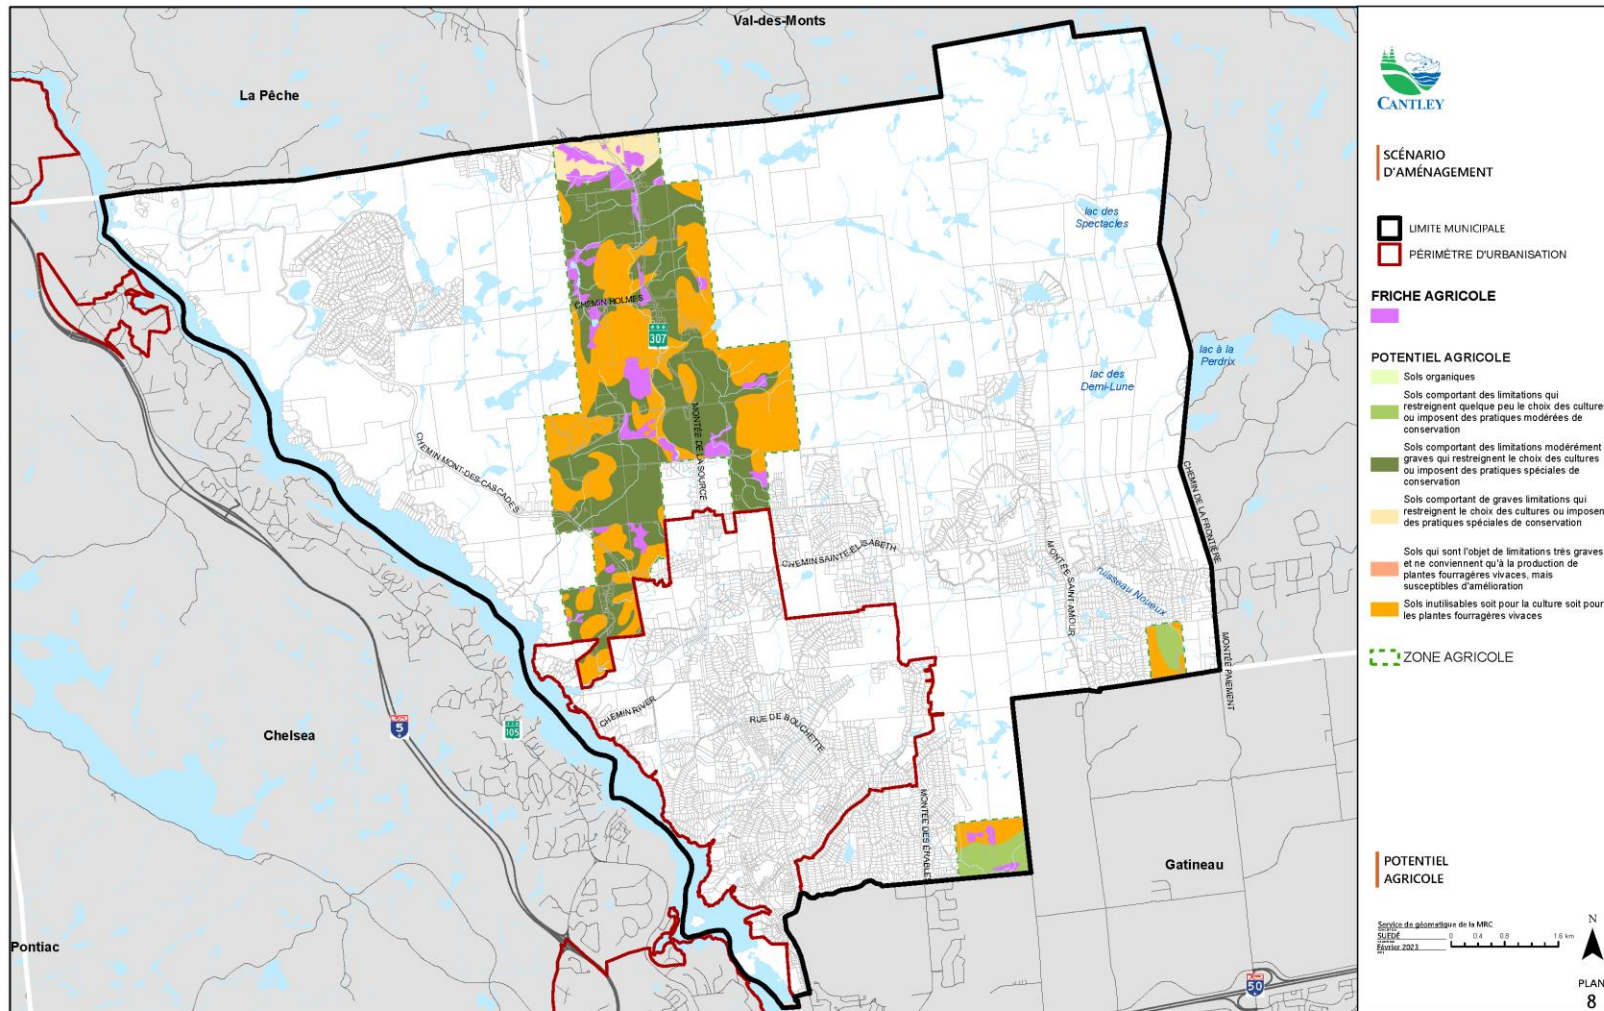 Val-des-Monts
La Pêche
lac des
Spectacles
CHEMIN HOLMES
307
lac à la
Perdrix
lac des
Demi-Lune
MONTÉE DE LA SOURCE
CHEMIN MONT-DES-CASCADES
CHEMIN DE LA FRONTIÈRE
CHEMIN SAINTE-ÉLISABETH
MONTÉE SAINT AMOUR
ruisseau Noueux
MONTÉE PAIEMENT
CHEMIN RIVER
RUE DE BOUCHETTE
Chelsea
5
105
MONTÉE DES ÉRABLE
Gatineau
Pontiac
50
CANTLEY
SCÉNARIO
D'AMÉNAGEMENT
LIMITE MUNICIPALE
PÉRIMÈTRE D'URBANISATION
FRICHE AGRICOLE
POTENTIEL AGRICOLE
Sols organiques
Sols comportant des limitations qui
restreignent quelque peu le choix des cultures
ou imposent des pratiques modérées de
conservation
Sols comportant des limitations modérément
graves qui restreignent le choix des cultures
ou imposent des pratiques spéciales de
conservation
Sols comportant de graves limitations qui
restreignent le choix des cultures ou imposen
des pratiques spéciales de conservation
Sols qui sont l'objet de limitations très graves
et ne conviennent qu'à la production de
plantes fourragères vivaces, mais
susceptibles d'amélioration
Sols inutilisables soit pour la culture soit pour
les plantes fourragères vivaces
ZONE AGRICOLE
POTENTIEL
AGRICOLE
Service de géomatique de la MRC
SUEDÉ
Février 2023
0 0.4 0.8 1.6 km
N
PLAN
8